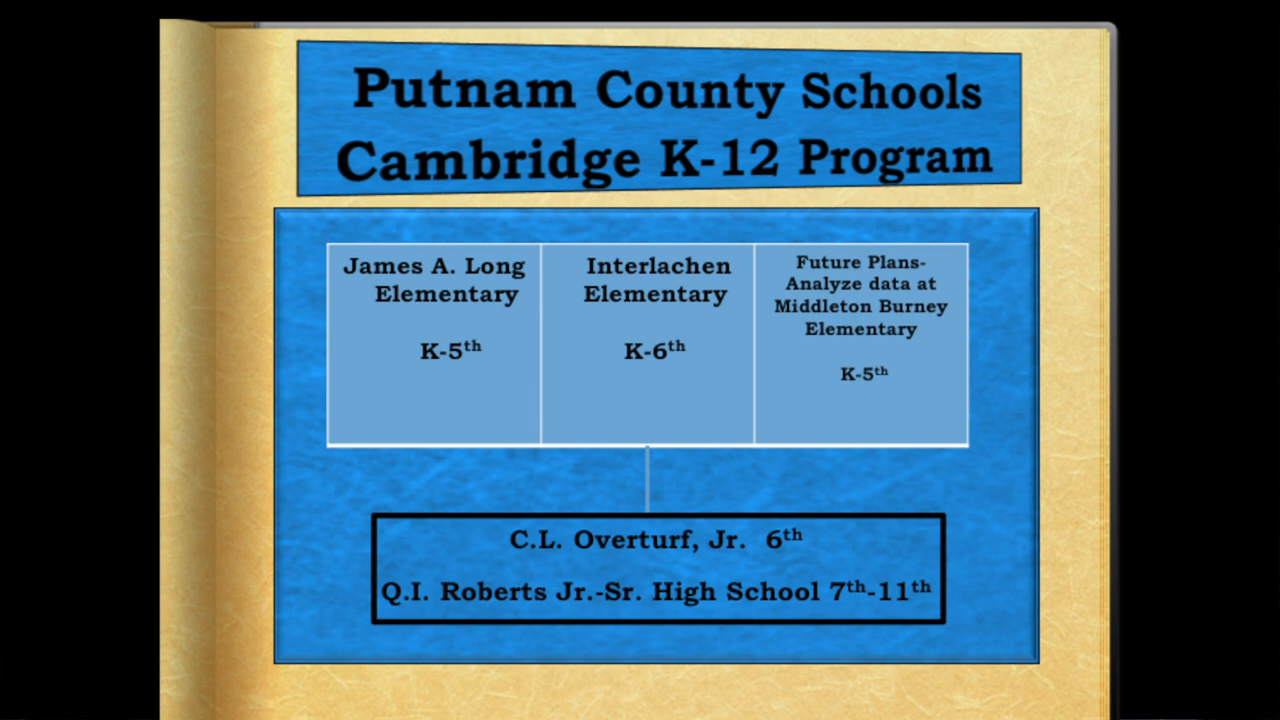 Putnam County Schools
Cambridge K-12 Program
James A. Long
Elementary
K-5th
Interlachen
Elementary
K-6th
Future Plans-
Analyze data at
Middleton Burney
Elementary
K-5th
C.L. Overturf, Jr. 6th
Q.I. Roberts Jr.-Sr. High School 7th-11th